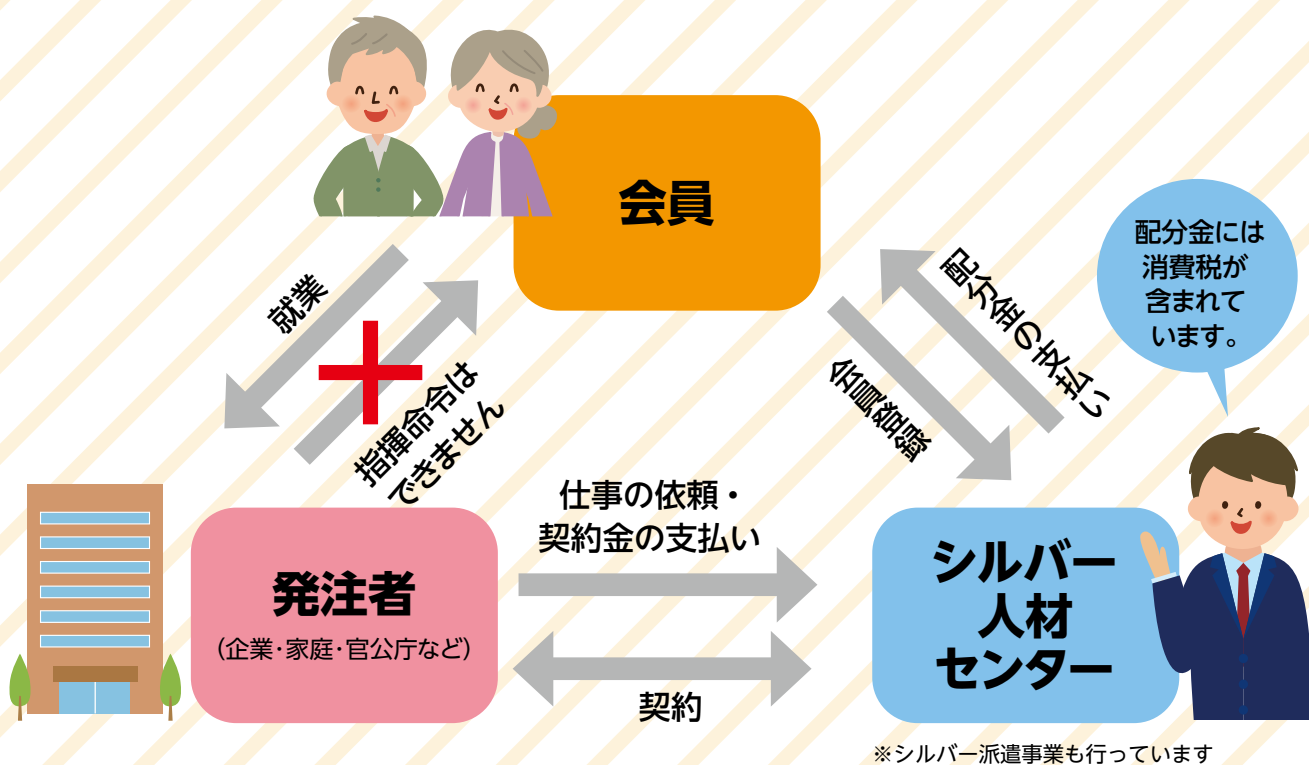 会員
配分金には
消費税が
含まれて
います。
就業
指揮命令は
できません
配分金の支払い
会員登録
仕事の依頼・
契約金の支払い
発注者
(企業・家庭・官公庁など)
契約
シルバー
人材
センター
※シルバー派遣事業も行っています